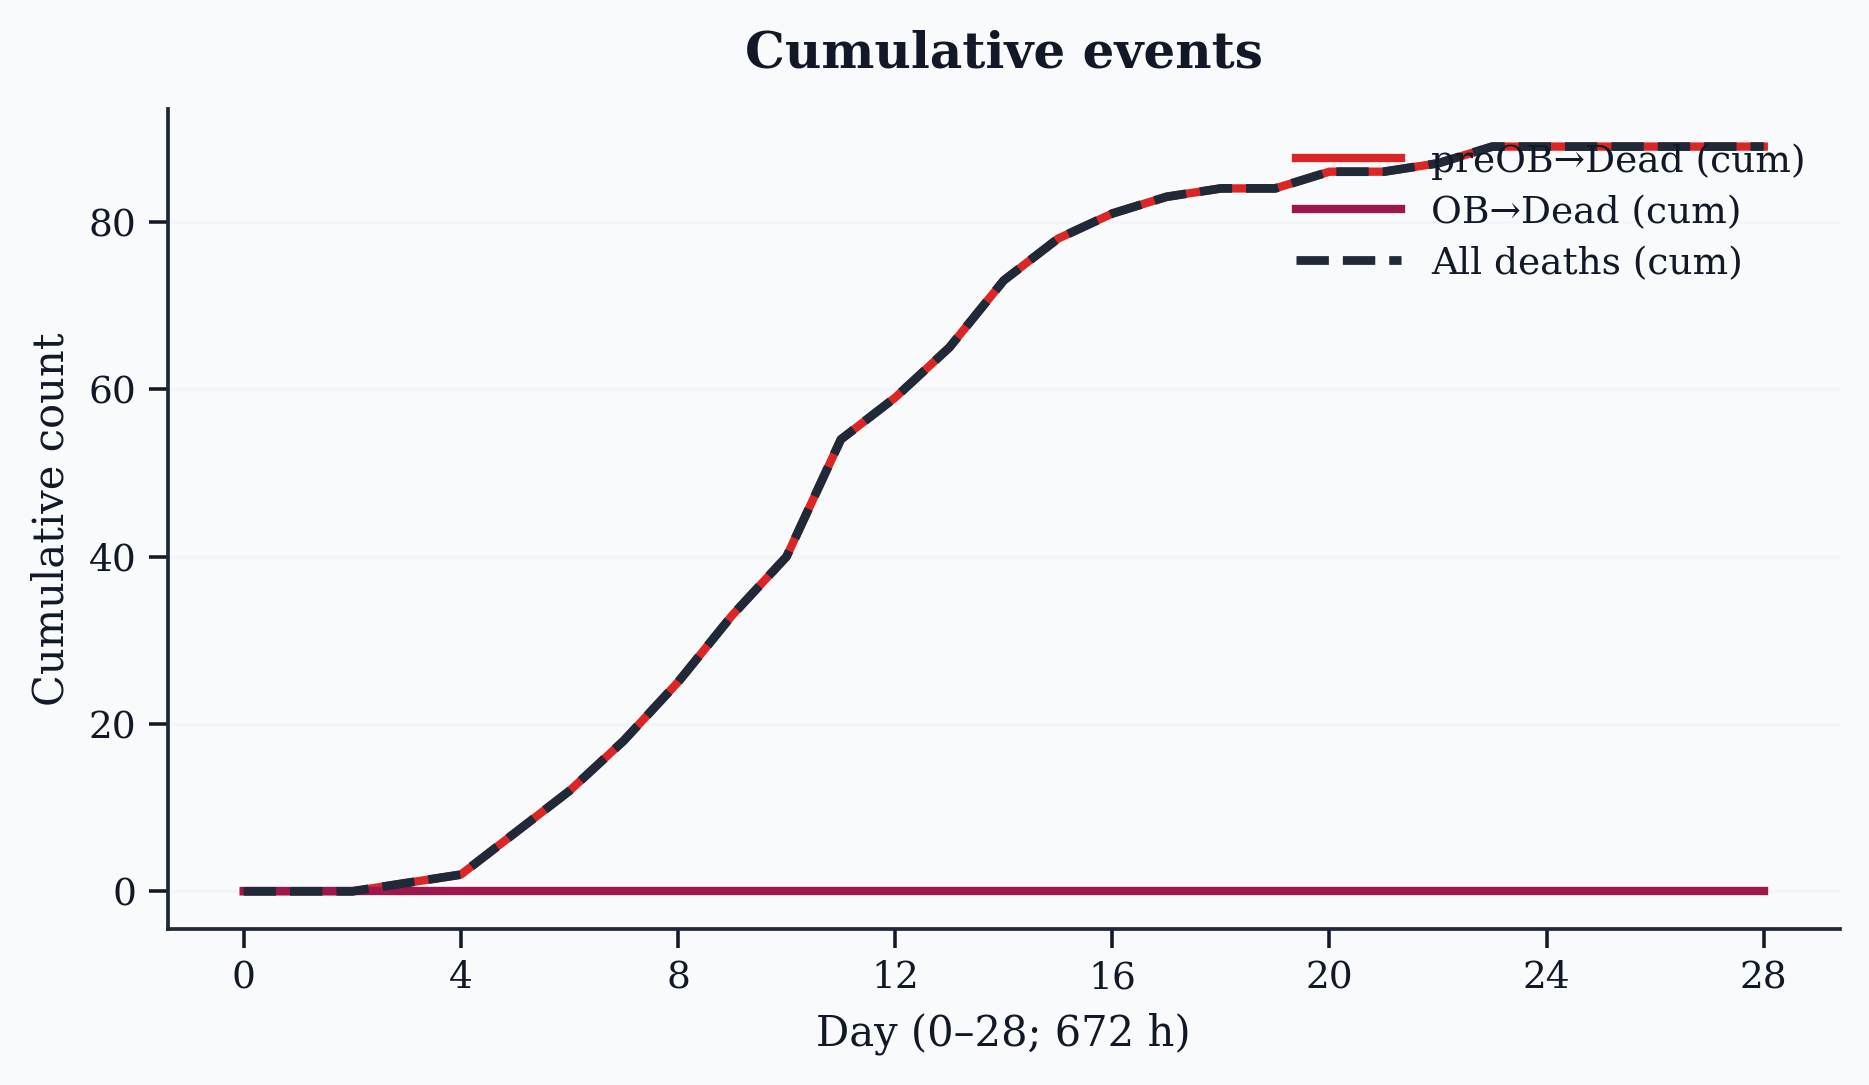 Cumulative events
preOB→Dead (cum)
OB→Dead (cum)
All deaths (cum)
Cumulative count
80
60
40
20
0
0 4 8 12 16 20 24 28
Day (0–28; 672 h)